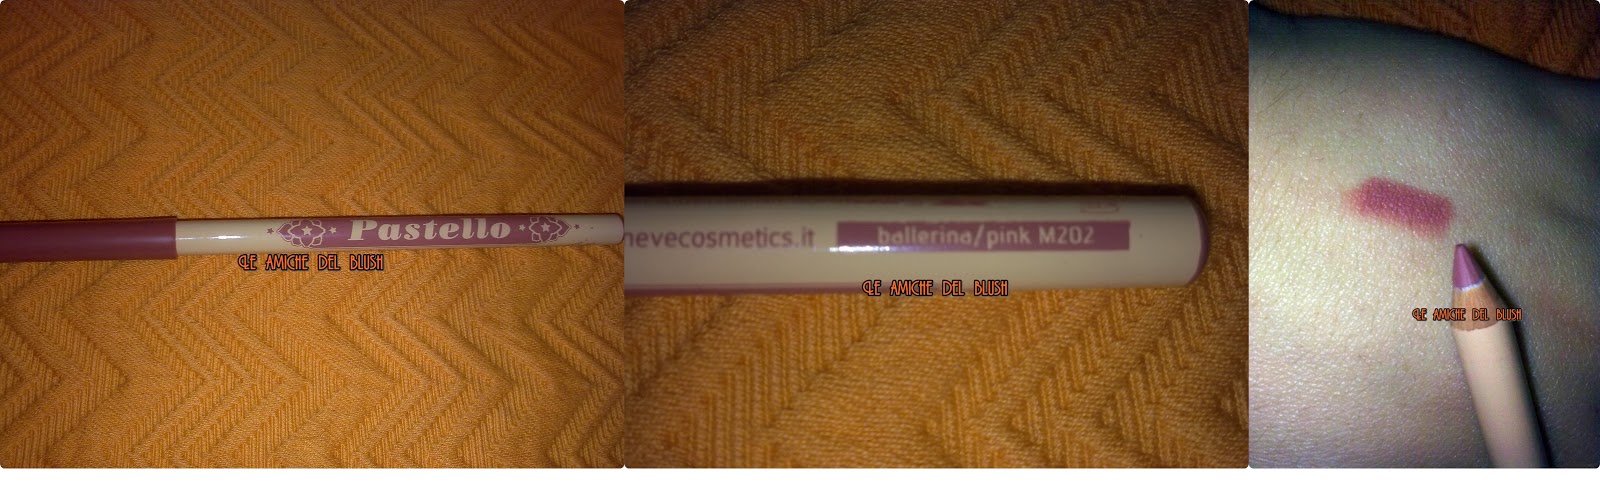 Pastello
Le AMICHE DEL BLUSH
nevecosmetics.it
ballerina/pink M202
Le AMICHE DEL BLUSH
Le AMICHE DEL BLUSH